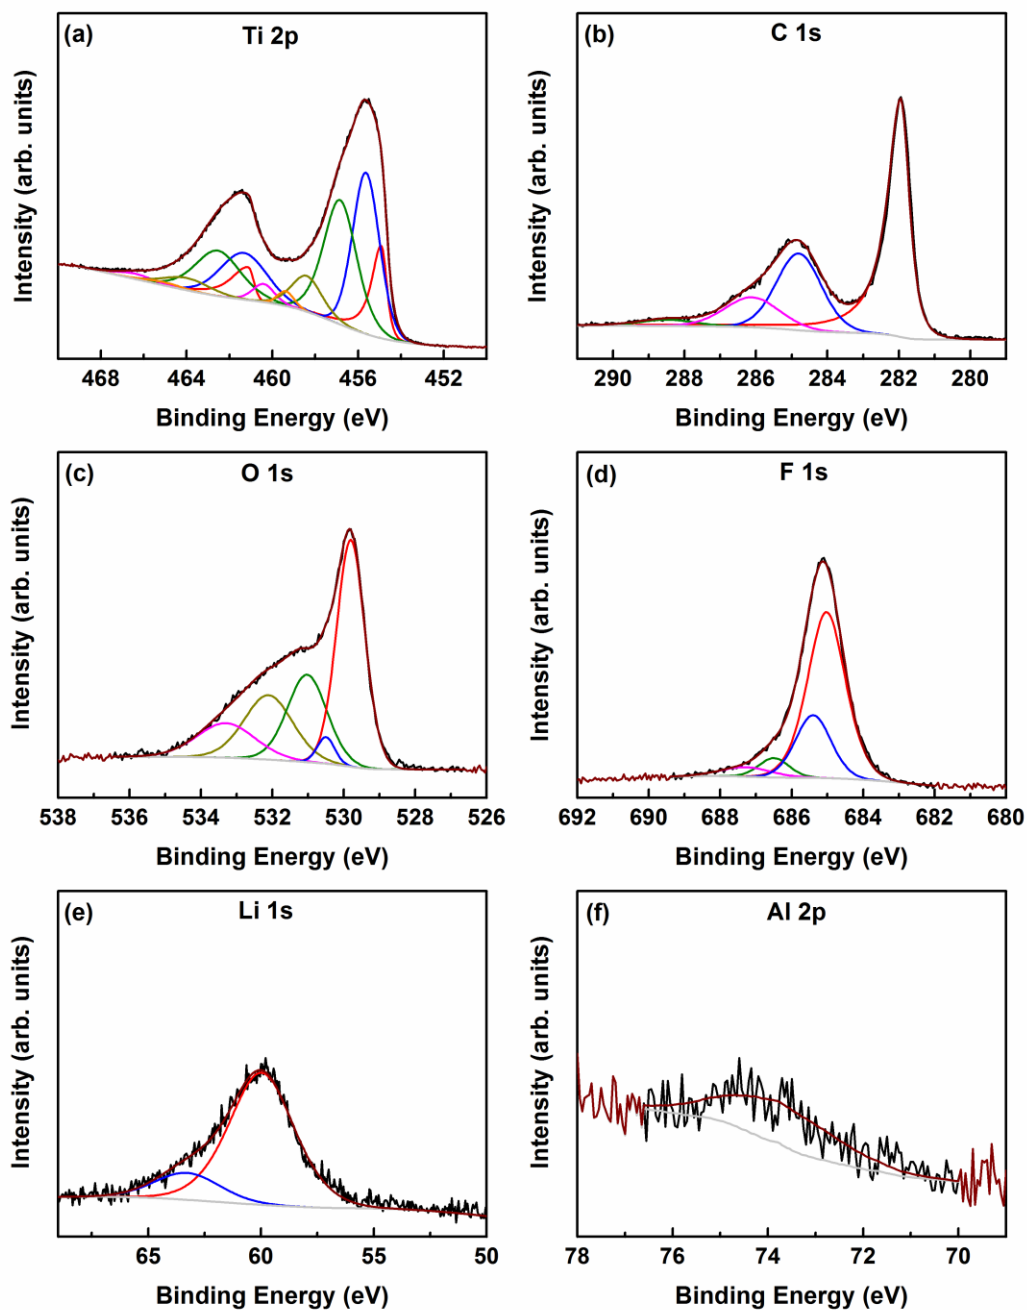 (a)
Ti 2p
Intensity (arb. units)
468 464 460 456 452
Binding Energy (eV)
(b)
C 1s
Intensity (arb. units)
290 288 286 284 282 280
Binding Energy (eV)
(c)
O 1s
Intensity (arb. units)
538 536 534 532 530 528 526
Binding Energy (eV)
(d)
F 1s
Intensity (arb. units)
692 690 688 686 684 682 680
Binding Energy (eV)
(e)
Li 1s
Intensity (arb. units)
65 60 55 50
Binding Energy (eV)
(f)
Al 2p
Intensity (arb. units)
78 76 74 72 70
Binding Energy (eV)